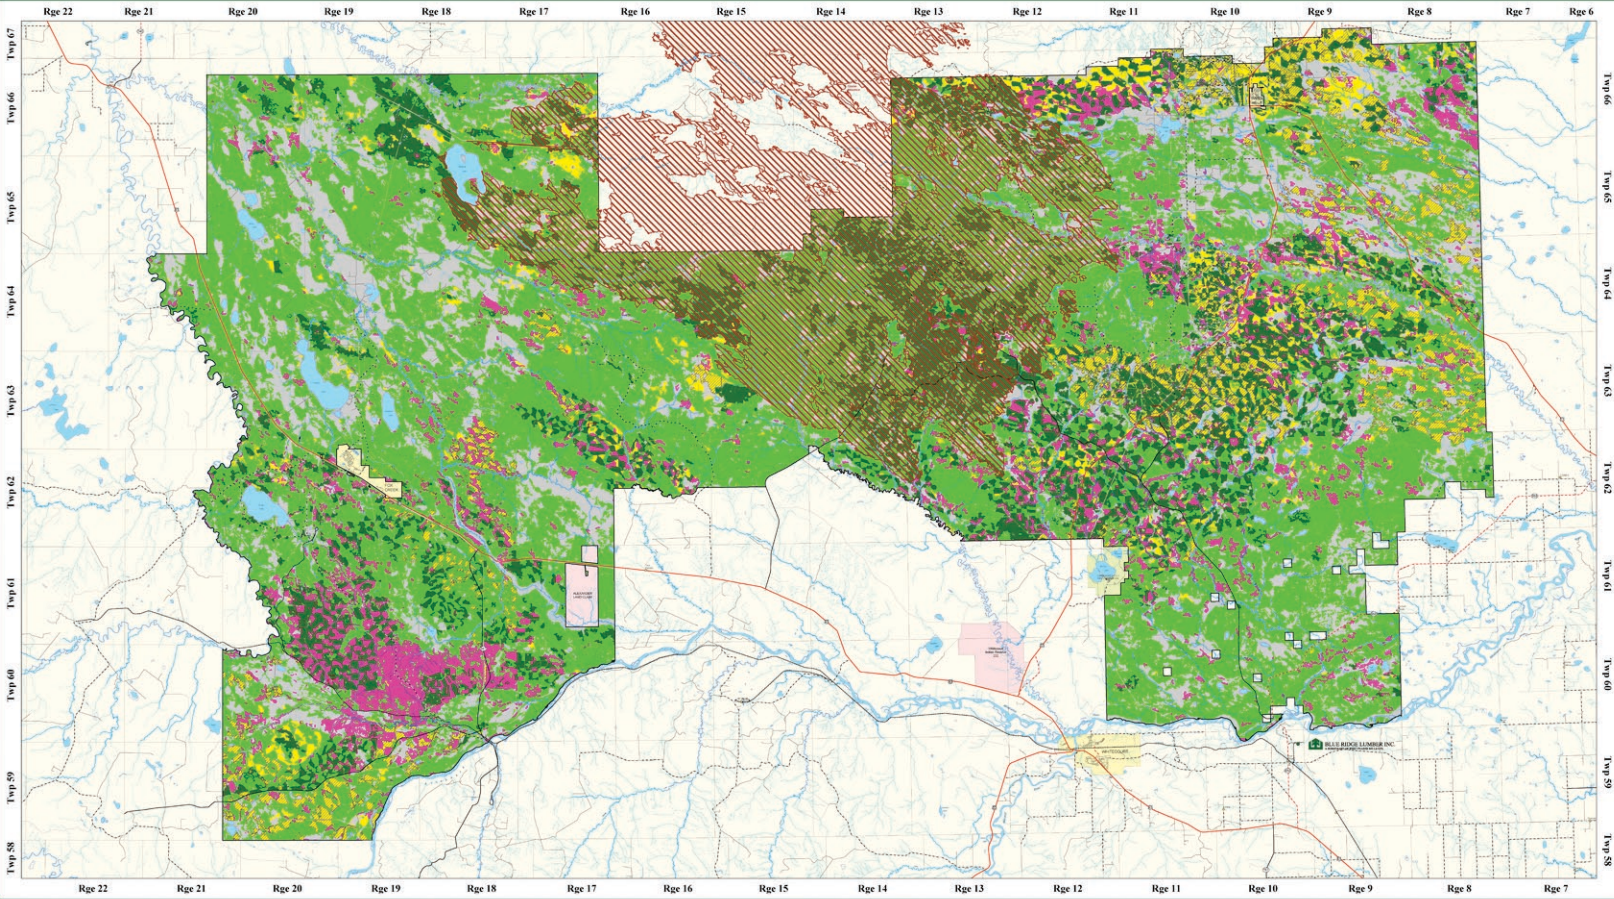 Rge 22 Rge 21 Rge 20 Rge 19 Rge 18 Rge 17 Rge 16 Rge 15 Rge 14 Rge 13 Rge 12 Rge 11 Rge 10 Rge 9 Rge 8 Rge 7 Rge 6
Twp 67
Twp 66
Twp 65
Twp 64
Twp 63
Twp 62
Twp 61
Twp 60
Twp 59
Twp 58
Twp 66
Twp 65
Twp 64
Twp 63
Twp 62
Twp 61
Twp 60
Twp 59
Twp 58
WHITECOURT
BLUE RIDGE LUMBER INC.
Rge 22 Rge 21 Rge 20 Rge 19 Rge 18 Rge 17 Rge 16 Rge 15 Rge 14 Rge 13 Rge 12 Rge 11 Rge 10 Rge 9 Rge 8 Rge 7